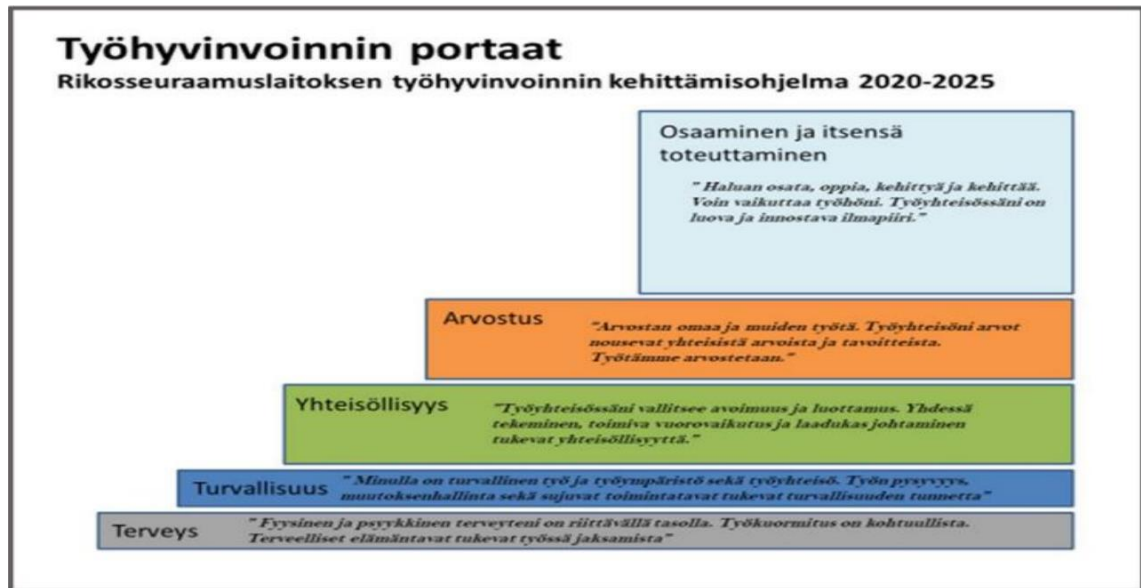 Työhyvinvoinnin portaat
Rikosseuraamuslaitoksen työhyvinvoinnin kehittämisohjelma 2020-2025
Osaaminen ja itsensä
toteuttaminen
" Haluan osata, oppia, kehittyä ja kehittää.
Voin vaikuttaa työhöni. Työyhteisössäni on
luova ja innostava ilmapiiri."
Arvostus
"Arvostan omaa ja muiden työtä. Työyhteisöni arvot
nousevat yhteisistä arvoista ja tavoitteista.
Työtämme arvostetaan."
Yhteisöllisyys
"Työyhteisössäni vallitsee avoimuus ja luottamus. Yhdessä
tekeminen, toimiva vuorovaikutus ja laadukas johtaminen
tukevat yhteisöllisyyttä."
Turvallisuus
" Minulla on turvallinen työ ja työympäristö sekä työyhteisö. Työn pysyvyys,
muutoksenhallinta sekä sujuvat toimintatavat tukevat turvallisuuden tunnetta"
Terveys
" Fyysinen ja psyykkinen terveyteni on riittävällä tasolla. Työkuormitus on kohtuullista.
Terveelliset elämäntavat tukevat työssä jaksamista"